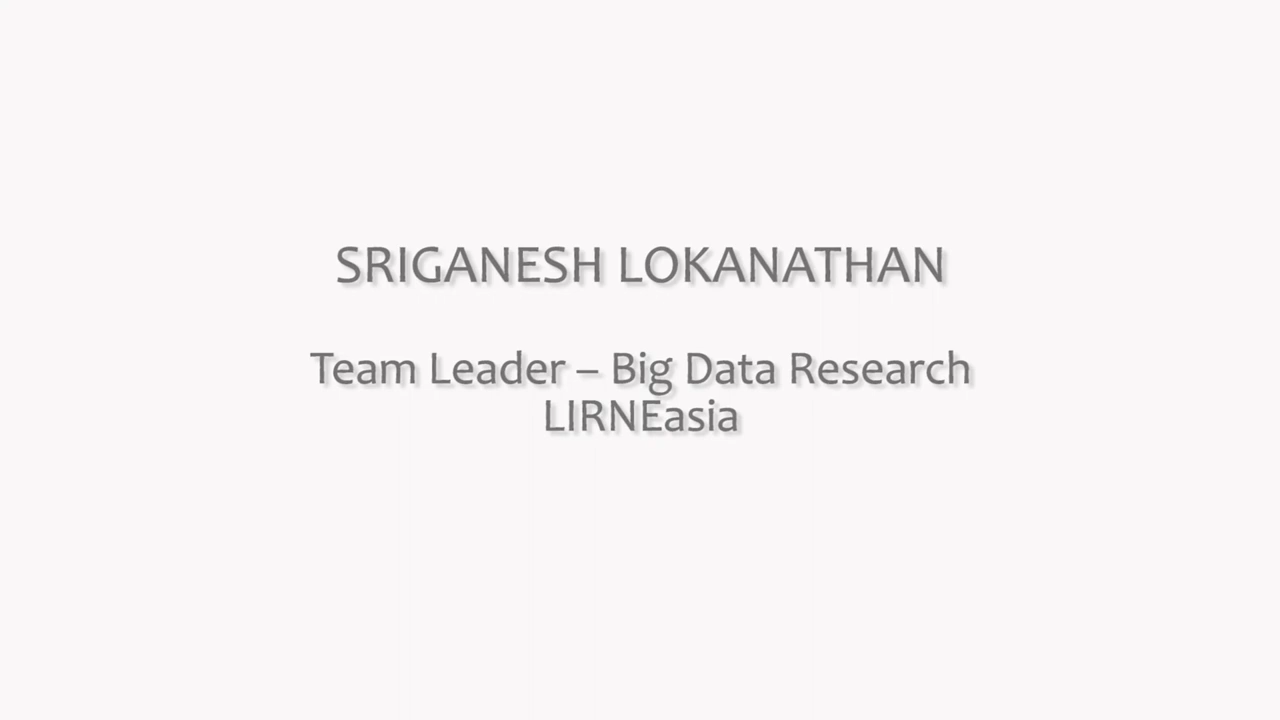 SRIGANESH LOKANATHAN
Team Leader – Big Data Research
LIRNEasia